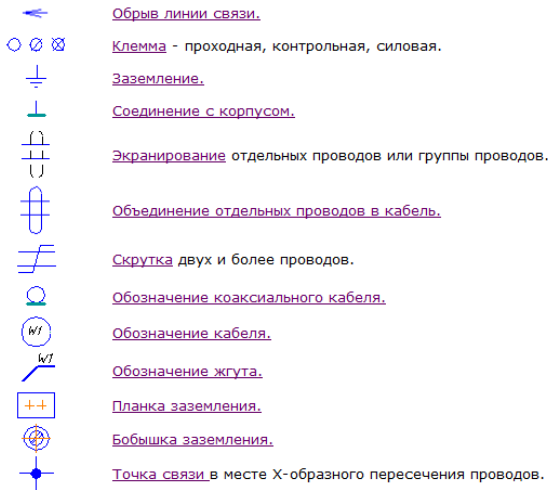 Обрыв линии связи.
Клемма - проходная, контрольная, силовая.
Заземление.
Соединение с корпусом.
Экранирование отдельных проводов или группы проводов.
Объединение отдельных проводов в кабель.
Скрутка двух и более проводов.
Обозначение коаксиального кабеля.
W1 Обозначение кабеля.
W1 Обозначение жгута.
Планка заземления.
Бобышка заземления.
Точка связи в месте Х-образного пересечения проводов.